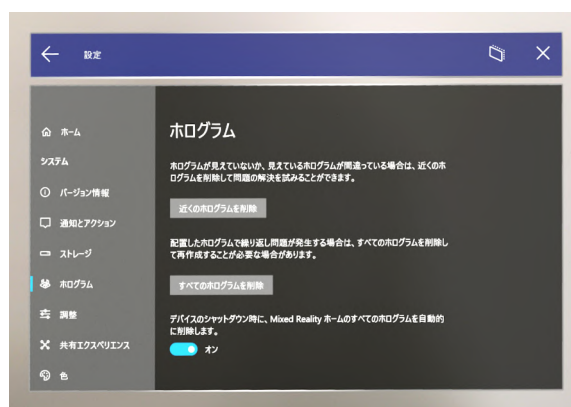 設定
ホーム
システム
バージョン情報
通知とアクション
ストレージ
ホログラム
調整
共有エクスペリエンス
色
ホログラム
ホログラムが見えていないか、見えているホログラムが間違っている場合は、近くのホ
ログラムを削除して問題の解決を試みることができます。
近くのホログラムを削除
配置したホログラムで繰り返し問題が発生する場合は、すべてのホログラムを削除し
て再作成することが必要な場合があります。
すべてのホログラムを削除
デバイスのシャットダウン時に、Mixed Reality ホームのすべてのホログラムを自動的
に削除します。
オン